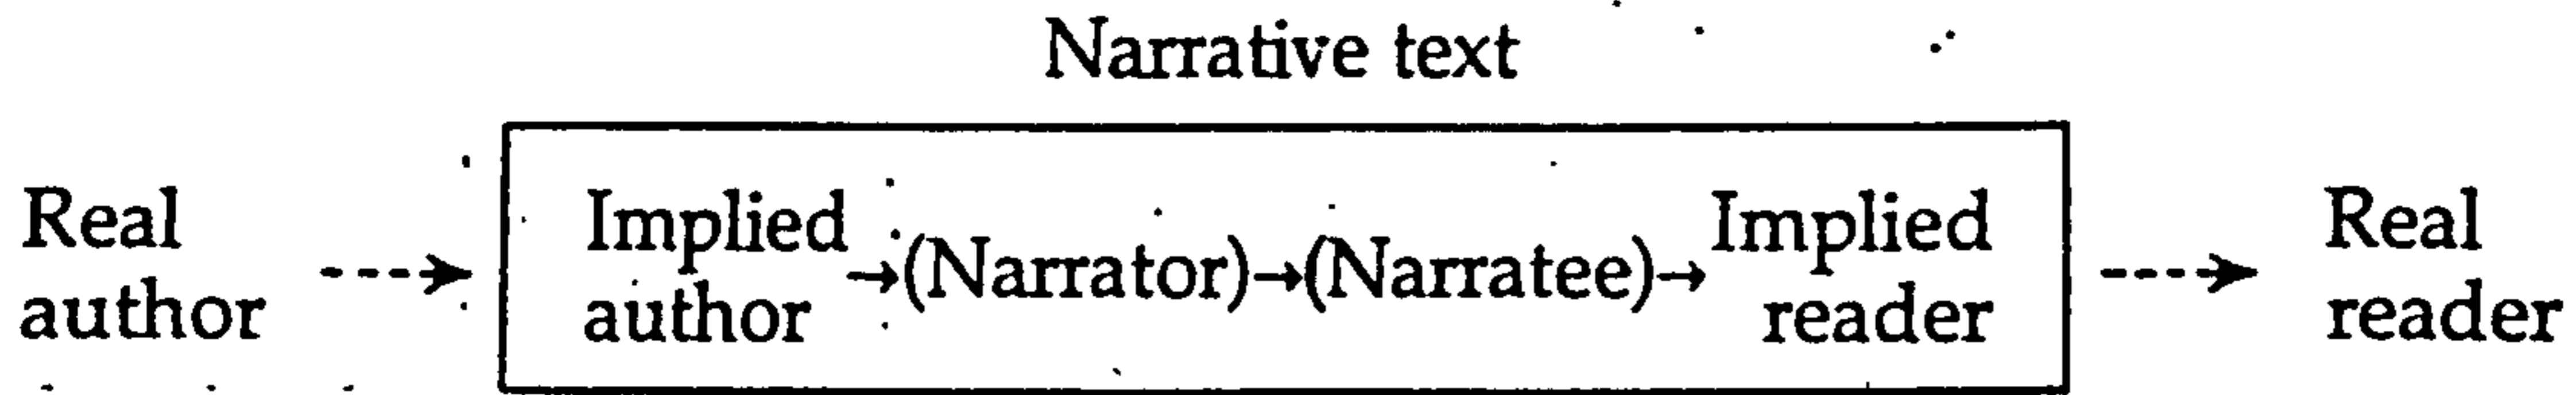 Narrative text
Real Implied Implied Real
author →(Narrator)→(Narratee)→ reader reader
author